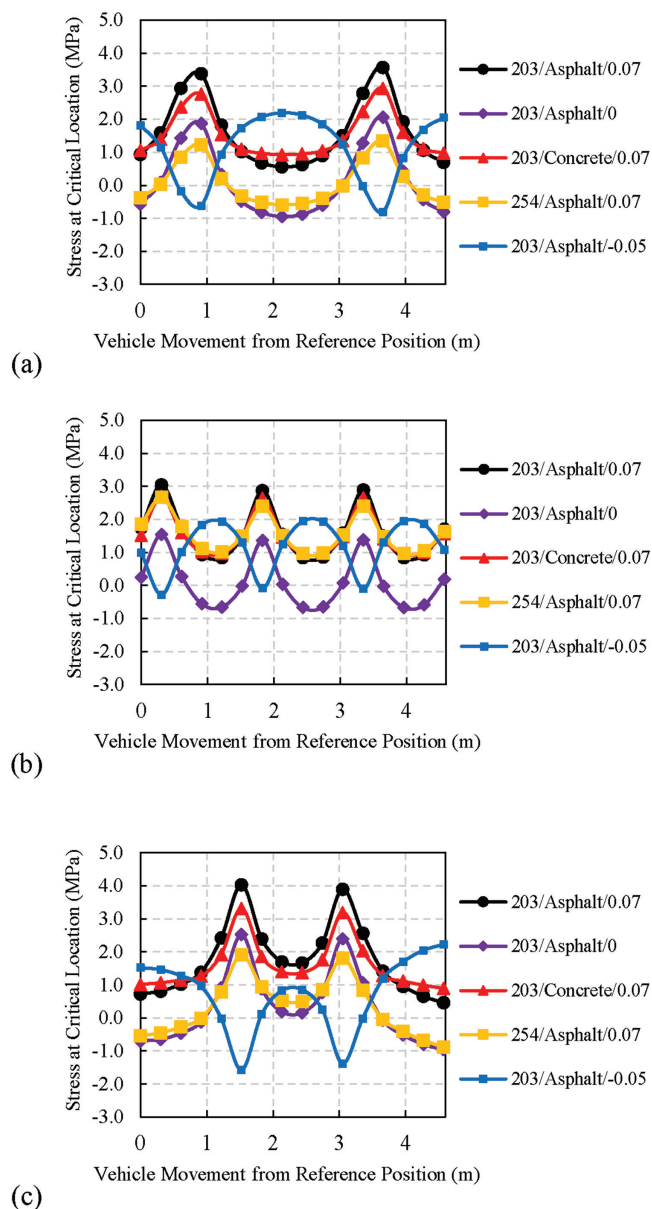 5.0
4.0
3.0
2.0
1.0
0.0
-1.0
-2.0
-3.0
Stress at Critical Location (MPa)
0 1 2 3 4
Vehicle Movement from Reference Position (m)
203/Asphalt/0.07
203/Asphalt/0
203/Concrete/0.07
254/Asphalt/0.07
203/Asphalt/-0.05
(a)
5.0
4.0
3.0
2.0
1.0
0.0
-1.0
-2.0
-3.0
Stress at Critical Location (MPa)
0 1 2 3 4
Vehicle Movement from Reference Position (m)
203/Asphalt/0.07
203/Asphalt/0
203/Concrete/0.07
254/Asphalt/0.07
203/Asphalt/-0.05
(b)
5.0
4.0
3.0
2.0
1.0
0.0
-1.0
-2.0
-3.0
Stress at Critical Location (MPa)
0 1 2 3 4
Vehicle Movement from Reference Position (m)
203/Asphalt/0.07
203/Asphalt/0
203/Concrete/0.07
254/Asphalt/0.07
203/Asphalt/-0.05
(c)